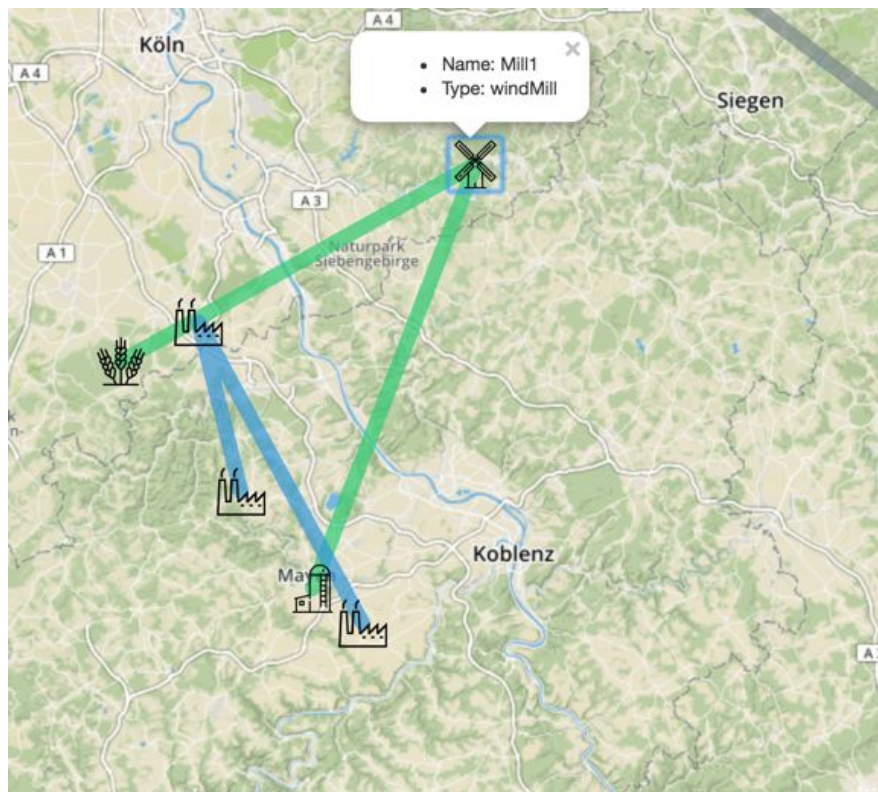 A 4
Köln
• Name: Mill1
• Type: windMill
×
A 4
Siegen
A 3
A 1
Naturpark
Siebengebirge
Koblenz